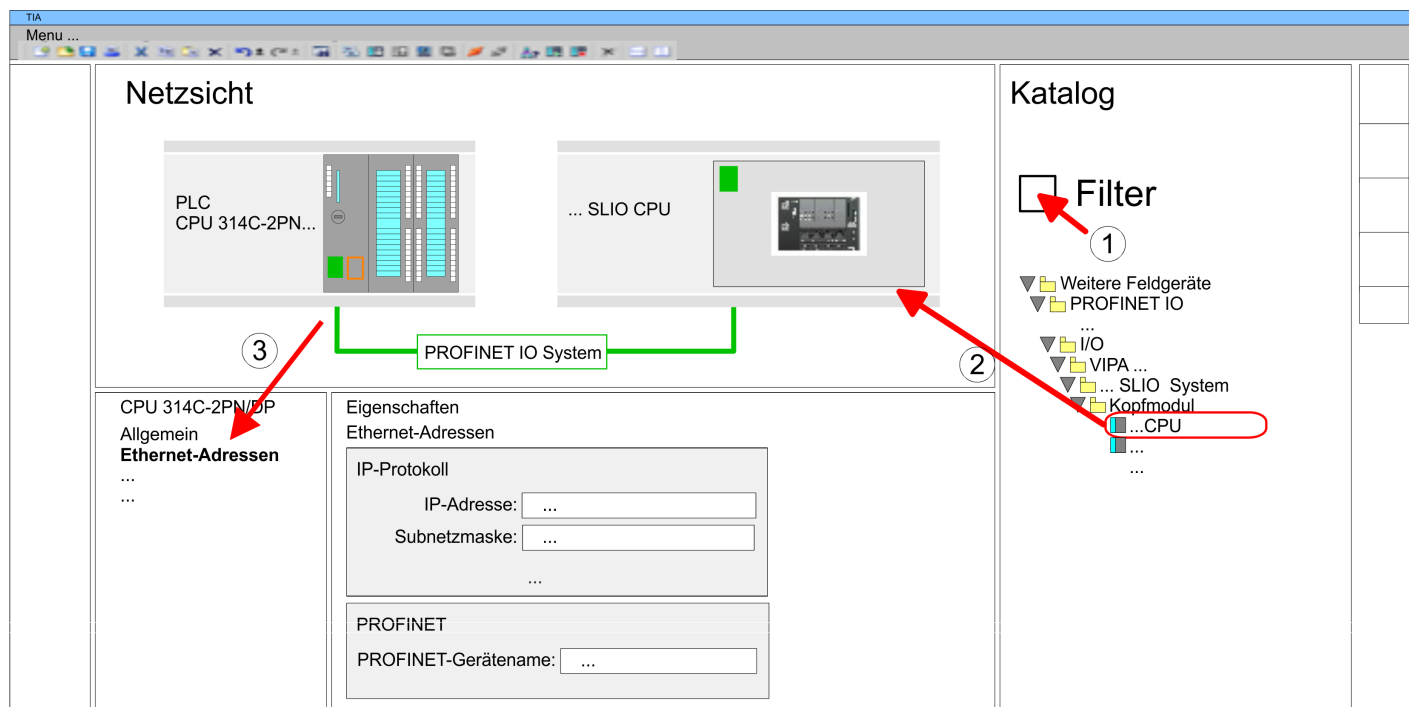 TIA
Menu ...
Netzsicht
PLC
CPU 314C-2PN...
... SLIO CPU
PROFINET IO System
3
2
Katalog
Filter
1
Weitere Feldgeräte
PROFINET IO
...
I/O
VIPA ...
... SLIO System
Kopfmodul
...CPU
...
...
CPU 314C-2PN/DP
Allgemein
Ethernet-Adressen
...
...
Eigenschaften
Ethernet-Adressen
IP-Protokoll
IP-Adresse: ...
Subnetzmaske: ...
...
PROFINET
PROFINET-Gerätename: ...